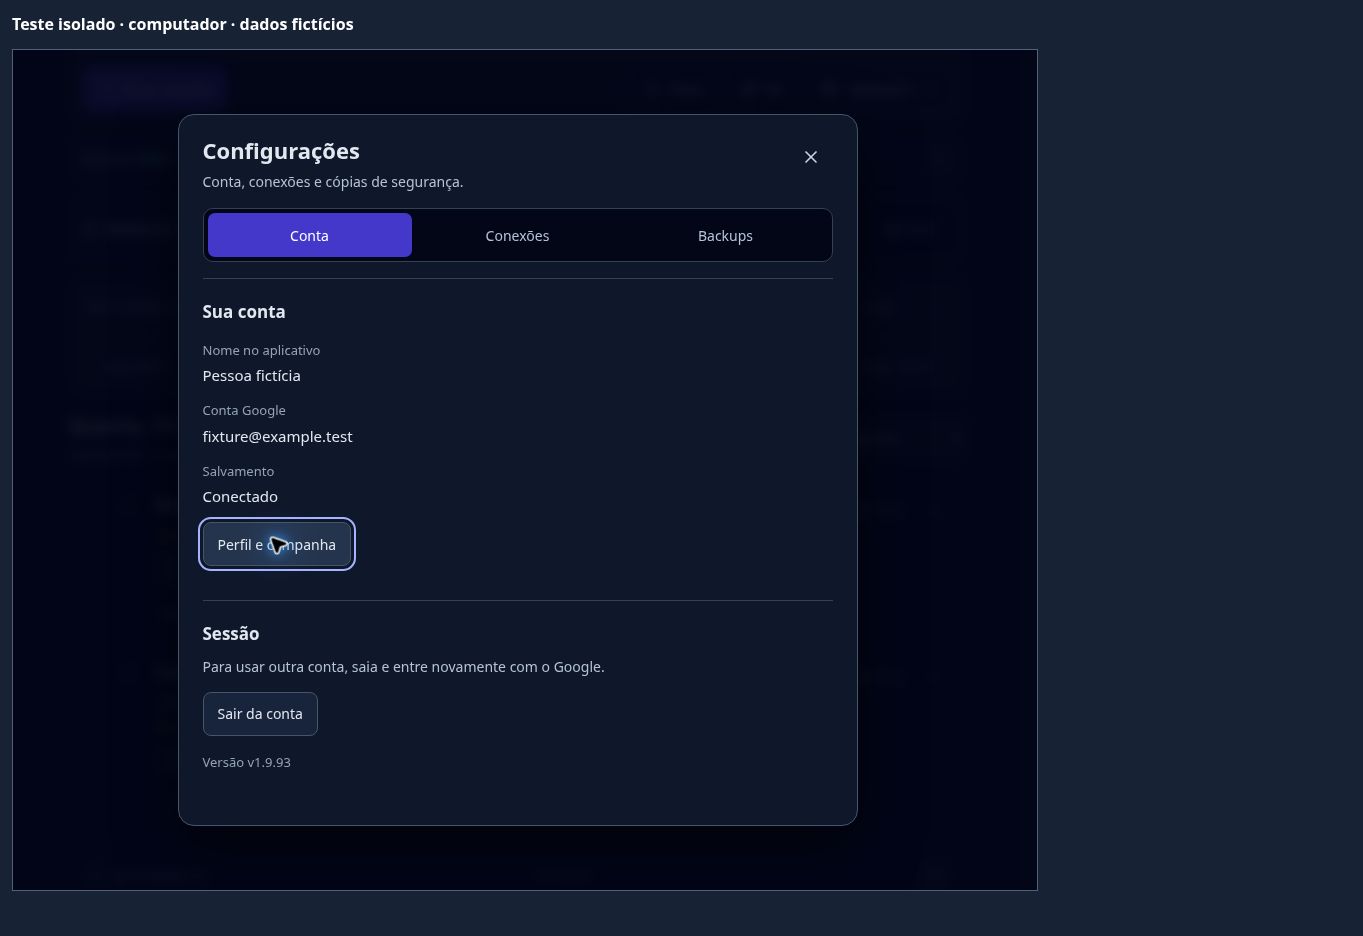 Teste isolado · computador · dados fictícios
Configurações
Conta, conexões e cópias de segurança.
Conta
Conexões
Backups
Sua conta
Nome no aplicativo
Pessoa fictícia
Conta Google
fixture@example.test
Salvamento
Conectado
Perfil e campanha
Sessão
Para usar outra conta, saia e entre novamente com o Google.
Sair da conta
Versão v1.9.93